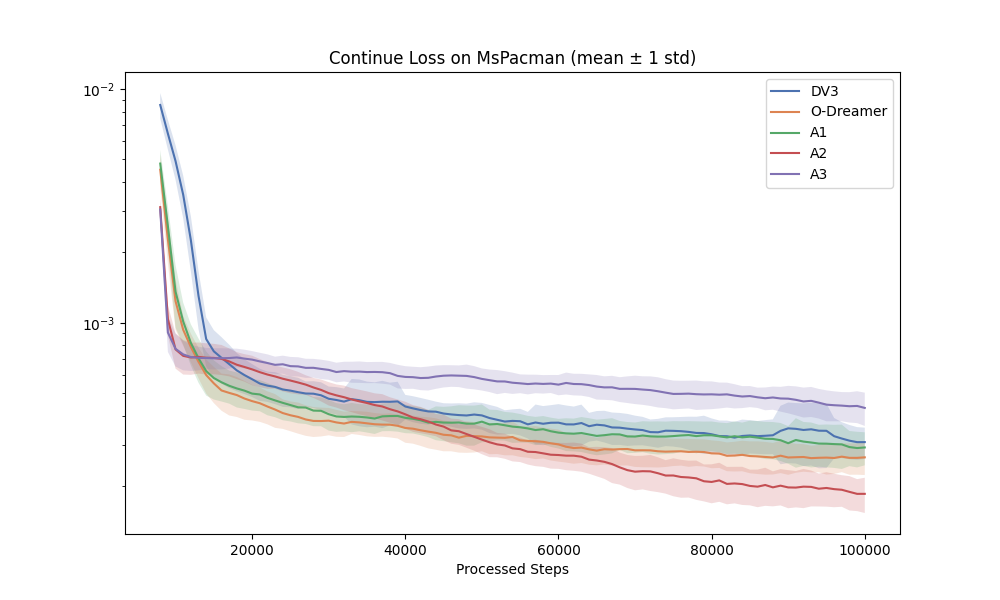 Continue Loss on MsPacman (mean ± 1 std)
10⁻²
10⁻³
DV3
O-Dreamer
A1
A2
A3
20000 40000 60000 80000 100000
Processed Steps